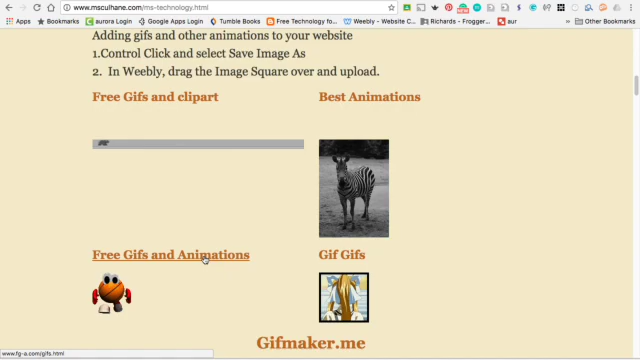 www.msculhane.com/ms-technology.html
Apps
Bookmarks
aurora Login
Google Apps Login
Tumble Books
Free Technology fo
Weebly - Website C
Richards - Frogger
aur
Other Bookmarks
Adding gifs and other animations to your website
1.Control Click and select Save Image As
2. In Weebly, drag the Image Square over and upload.
Free Gifs and clipart
Best Animations
Free Gifs and Animations
Gif Gifs
Gifmaker.me
www.fg-a.com/gifs.html